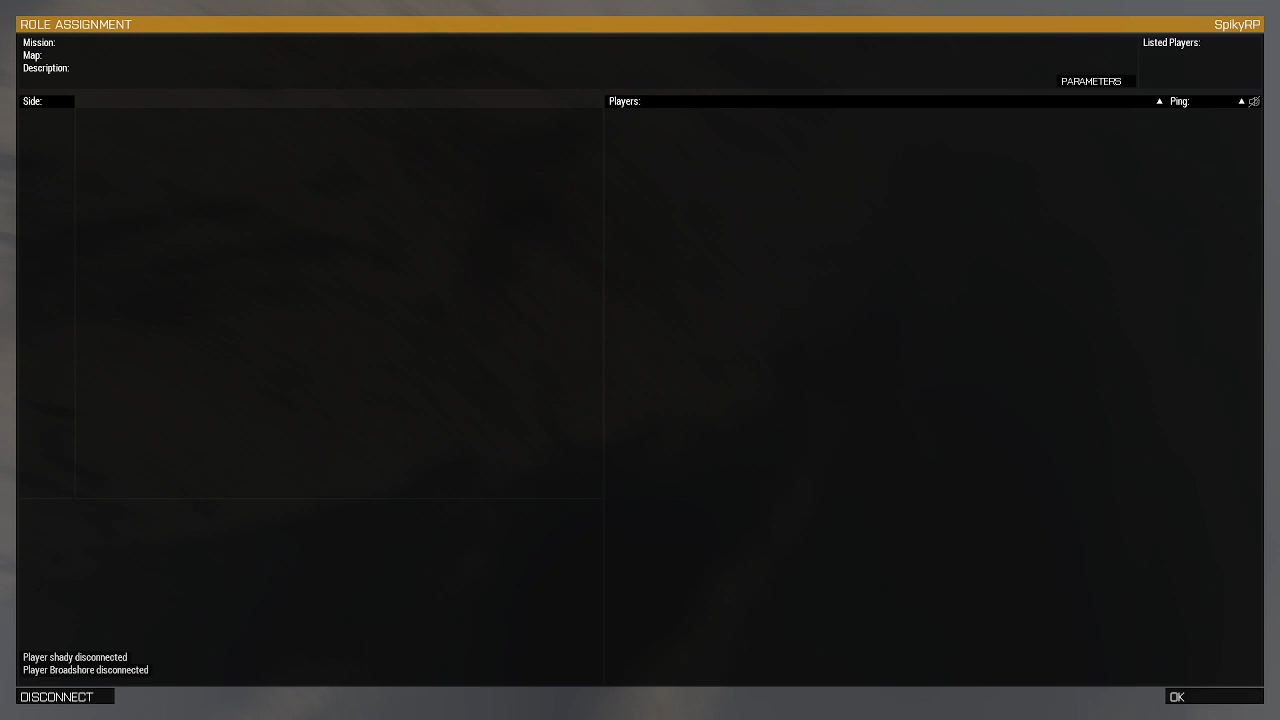 ROLE ASSIGNMENT SpikyRP
Mission: Listed Players:
Map:
Description:
PARAMETERS
Side: Players: Ping:
Player shady disconnected
Player Broadshore disconnected
DISCONNECT OK